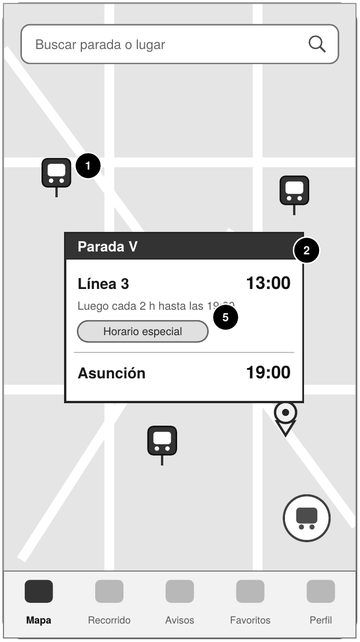 Buscar parada o lugar
1
Parada V
2
Línea 3 13:00
Luego cada 2 h hasta las
5
Horario especial
Asunción 19:00
Mapa Recorrido Avisos Favoritos Perfil